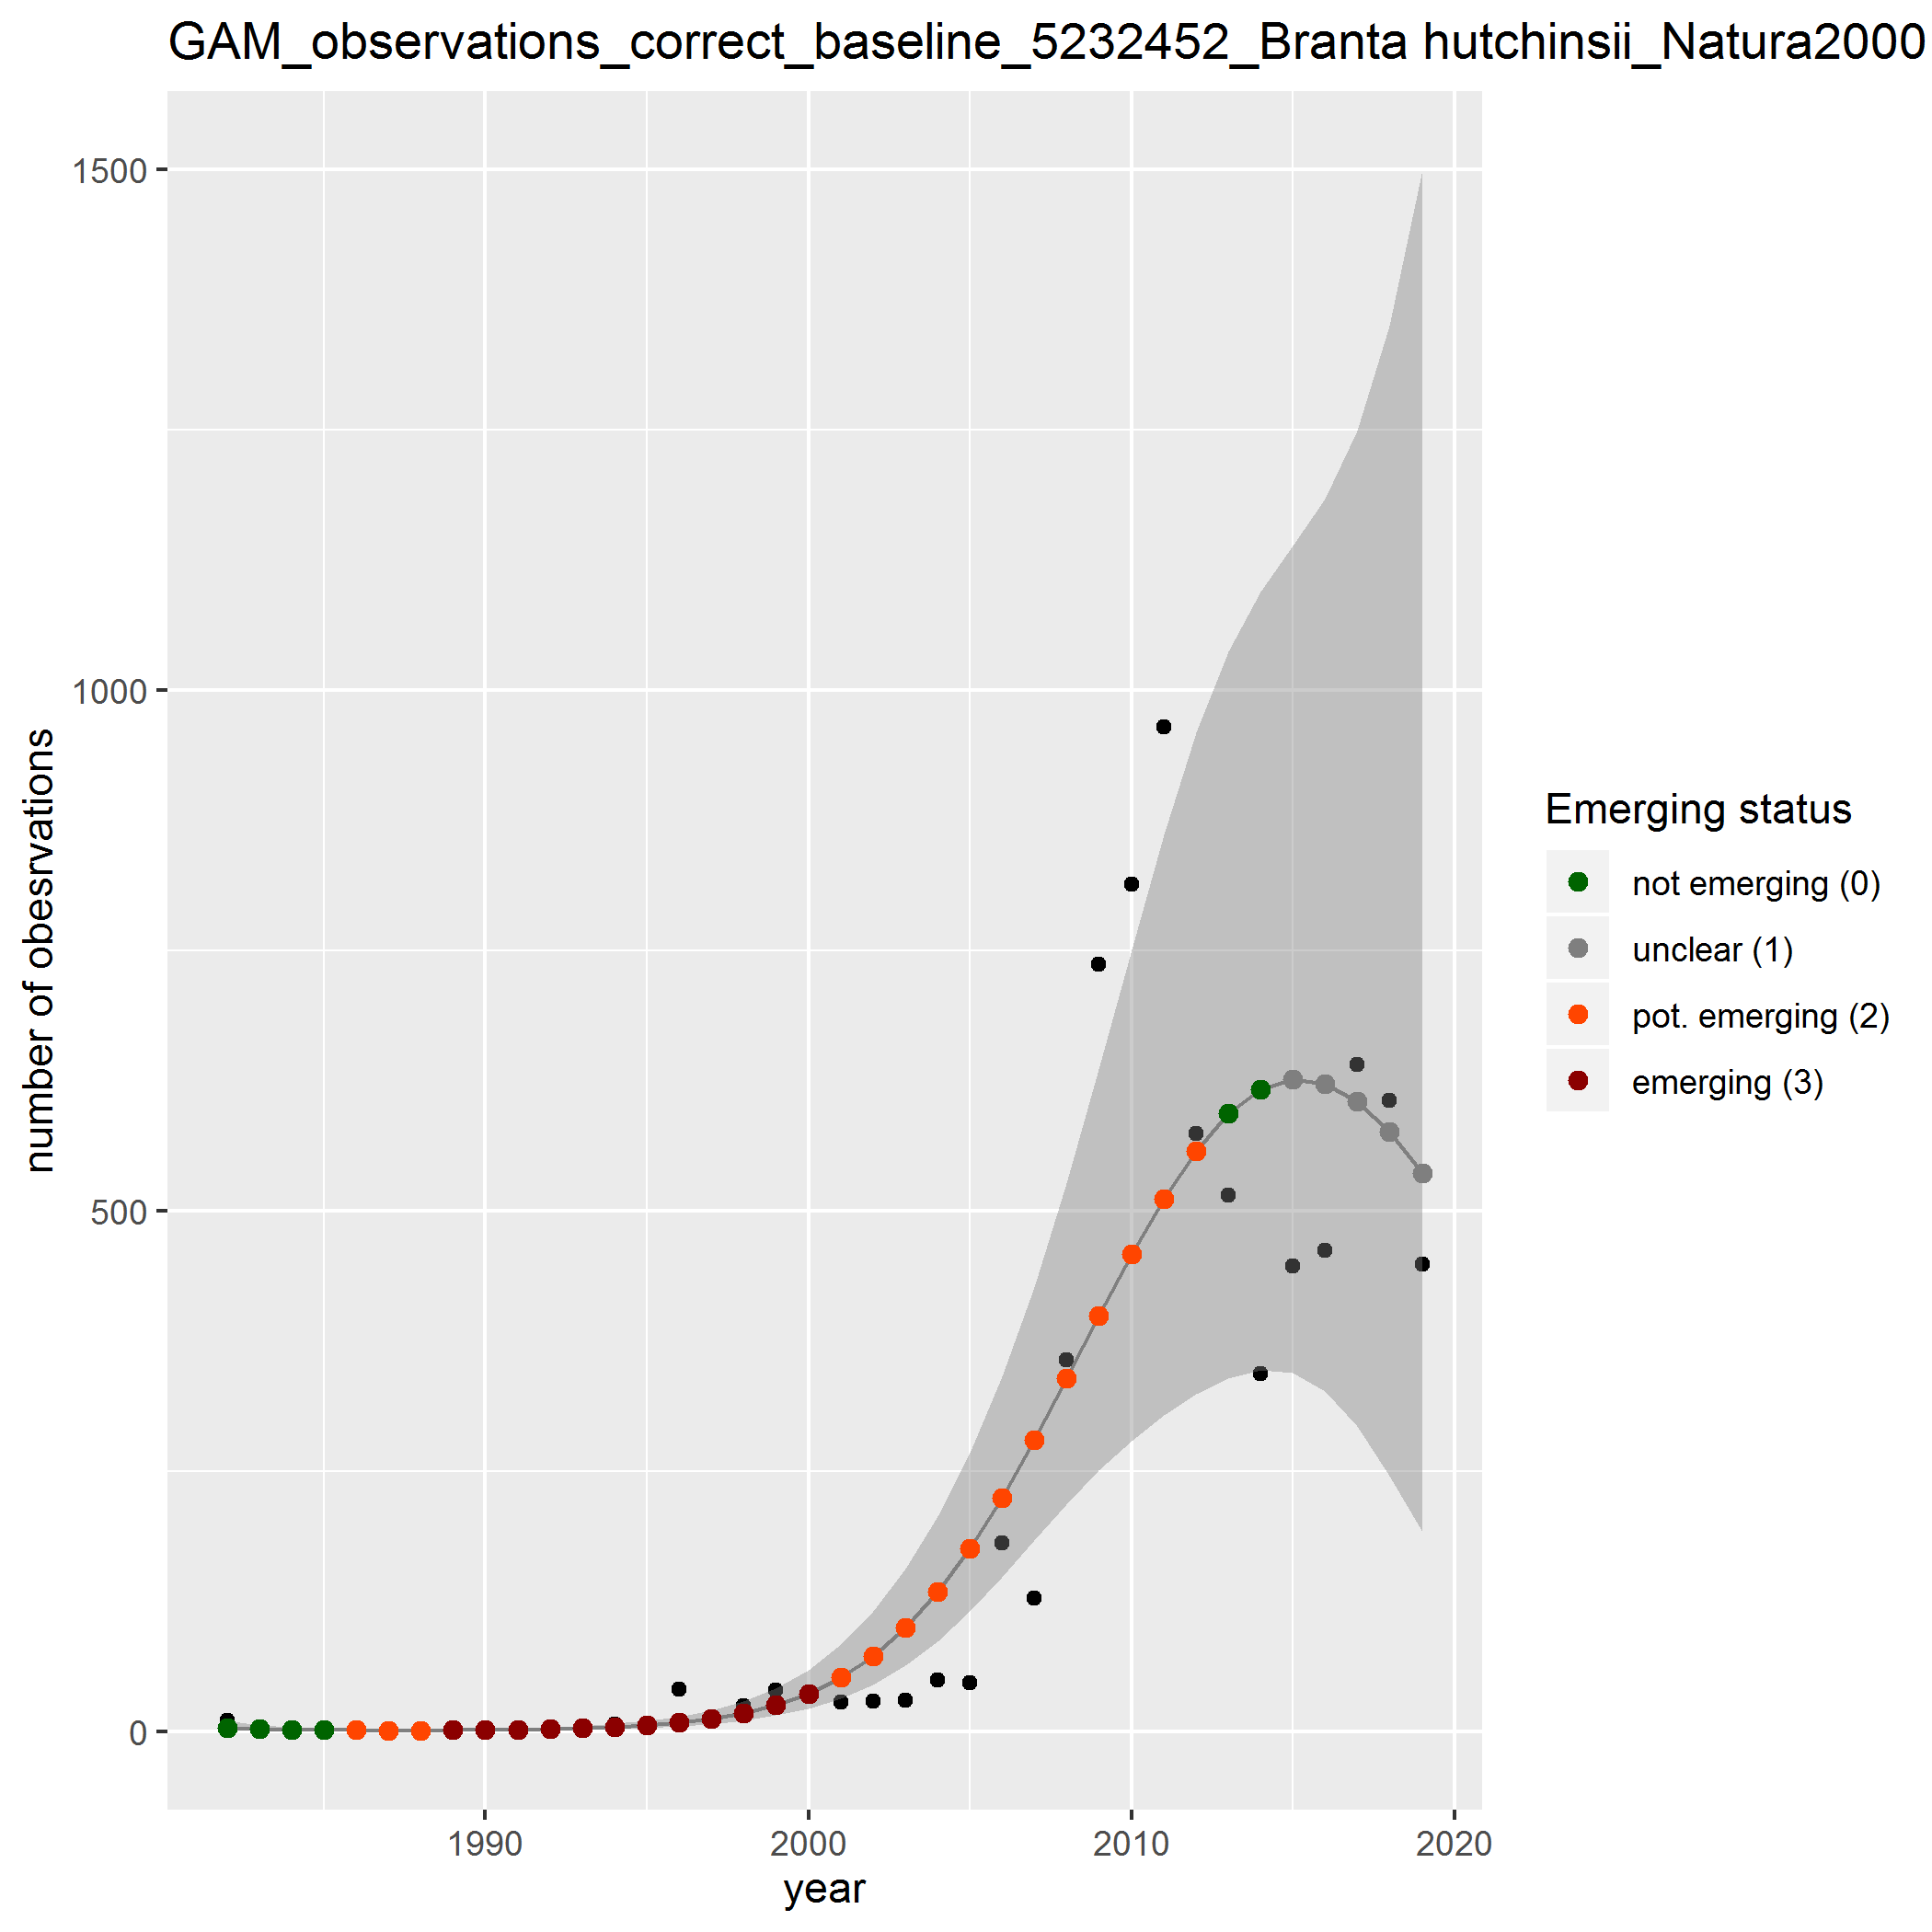 GAM_observations_correct_baseline_5232452_Branta hutchinsii_Natura2000
1500
1000
500
0
number of obesrvations
1990
2000
2010
2020
year
Emerging status
not emerging (0)
unclear (1)
pot. emerging (2)
emerging (3)